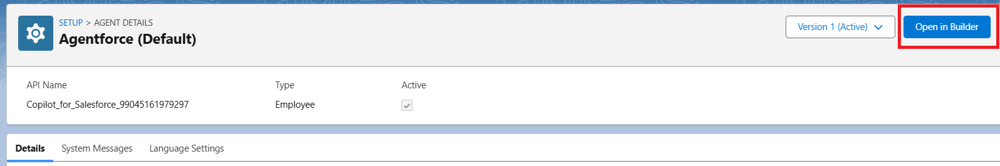 SETUP > AGENT DETAILS
Agentforce (Default)
Version 1 (Active)
Open in Builder
API Name Type Active
Copilot_for_Salesforce_99045161979297 Employee
Details System Messages Language Settings